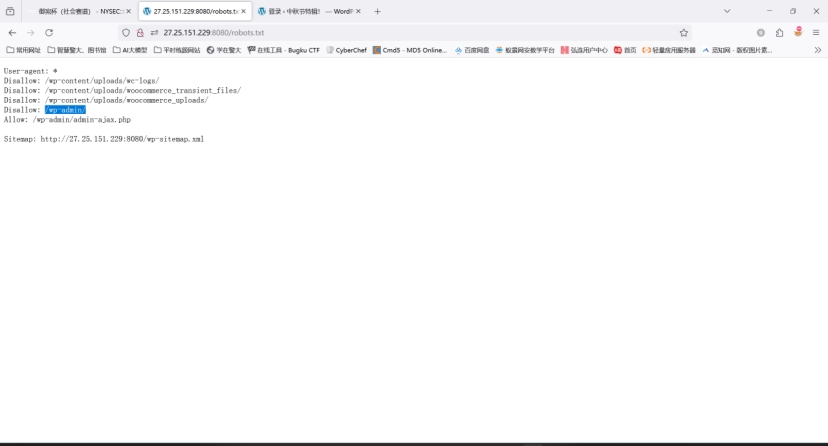 御宛杯（社会赛道） - NYSEC::
27.25.151.229:8080/robots.tx
登录 ‹ 中秋节特辑！ — WordP
27.25.151.229:8080/robots.txt
常用网址
智慧警大、图书馆
AI大模型
平时练题网站
学在警大
在线工具 - Bugku CTF
CyberChef
Cmd5 - MD5 Online...
百度网盘
蚁景网安教学平台
弘连用户中心
首页
轻量应用服务器
觅知网 - 版权图片素...
User-agent: *
Disallow: /wp-content/uploads/wc-logs/
Disallow: /wp-content/uploads/woocommerce_transient_files/
Disallow: /wp-content/uploads/woocommerce_uploads/
Disallow: /wp-admin/
Allow: /wp-admin/admin-ajax.php
Sitemap: http://27.25.151.229:8080/wp-sitemap.xml